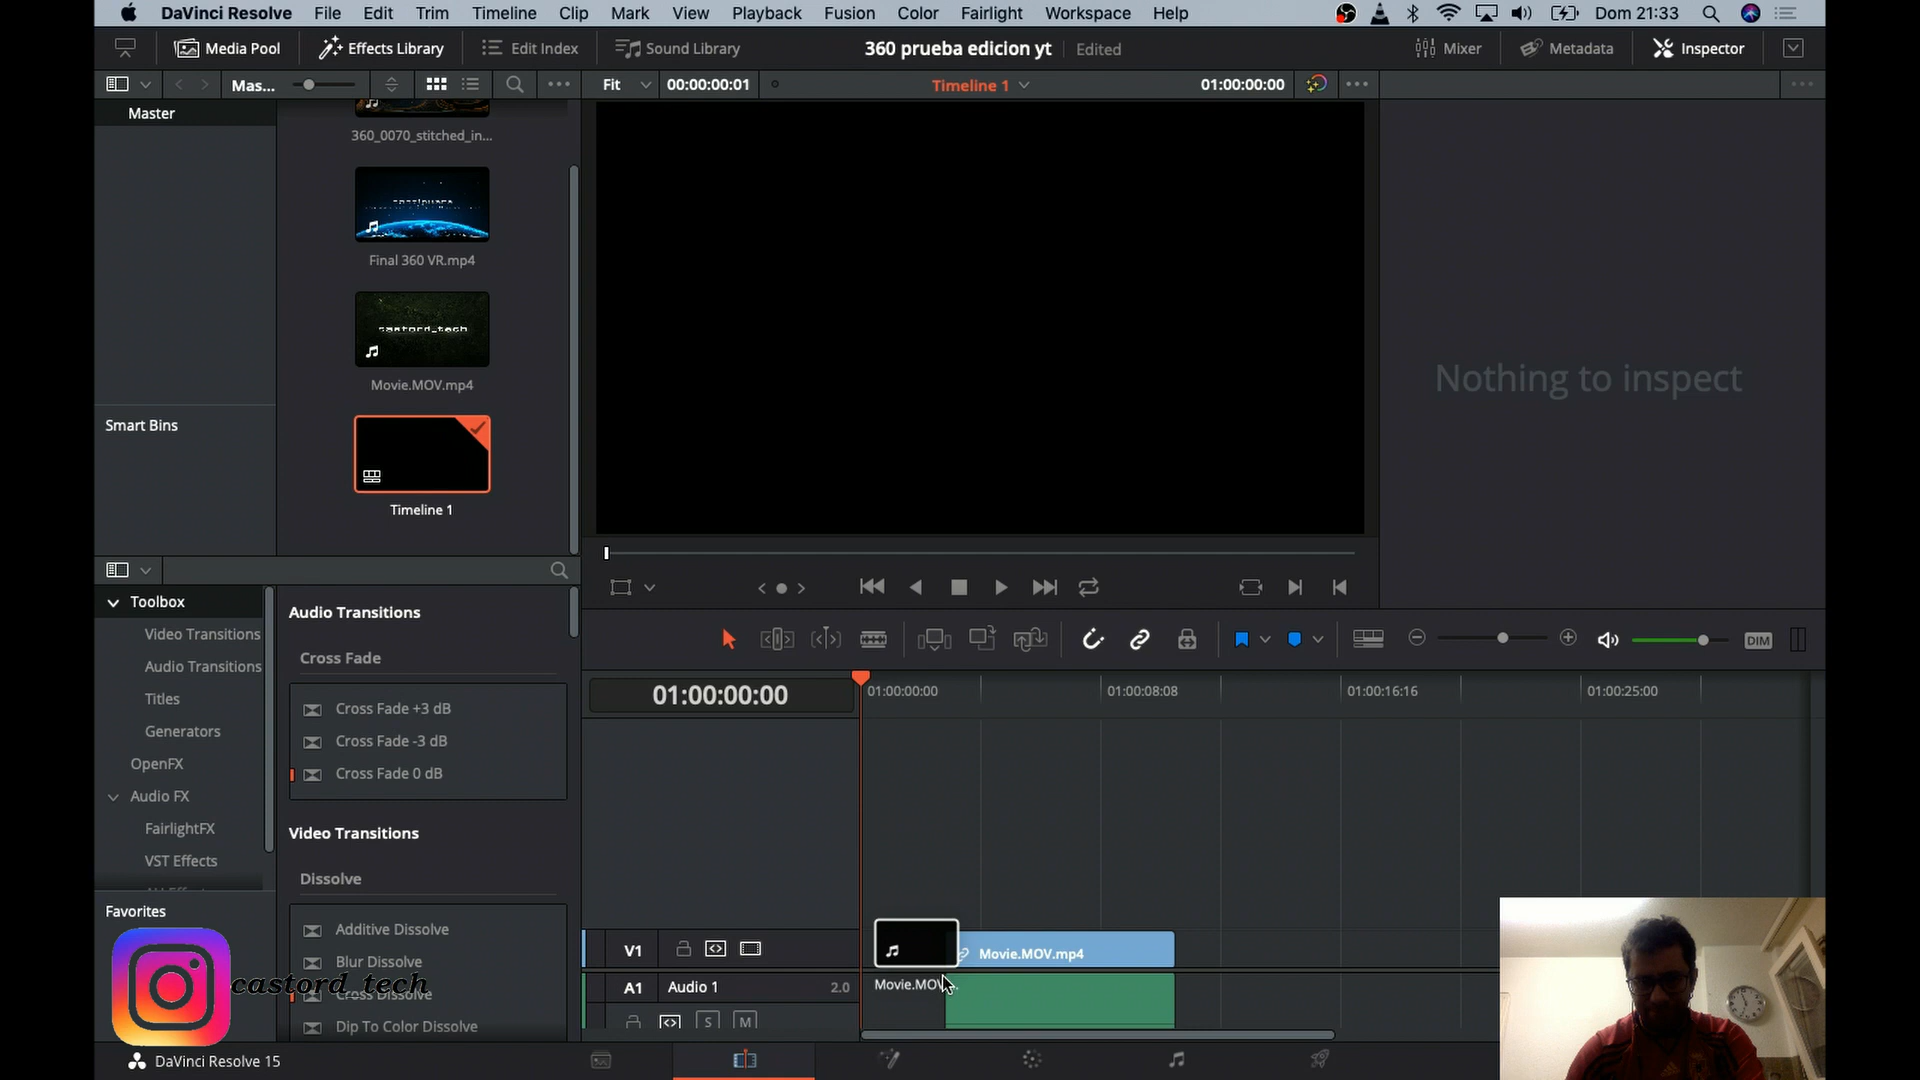 DaVinci Resolve File Edit Trim Timeline Clip Mark View Playback Fusion Color Fairlight Workspace Help Dom 21:33
Media Pool Effects Library Edit Index Sound Library 360 prueba edicion yt Edited Mixer Metadata Inspector
Mas... Fit 00:00:00:01 Timeline 1 01:00:00:00
Master
360_0070_stitched_in...
Final 360 VR.mp4
castord_tech
Movie.MOV.mp4
Nothing to inspect
Smart Bins
Timeline 1
Toolbox
Video Transitions
Audio Transitions
Titles
Generators
OpenFX
Audio FX
FairlightFX
VST Effects
Favorites
Audio Transitions
Cross Fade
Cross Fade +3 dB
Cross Fade -3 dB
Cross Fade 0 dB
Video Transitions
Dissolve
Additive Dissolve
Blur Dissolve
Cross Dissolve
Dip To Color Dissolve
castord_tech
DIM
01:00:00:00 01:00:00:00 01:00:08:08 01:00:16:16 01:00:25:00
V1 Movie.MOV.mp4
A1 Audio 1 2.0
S M
DaVinci Resolve 15